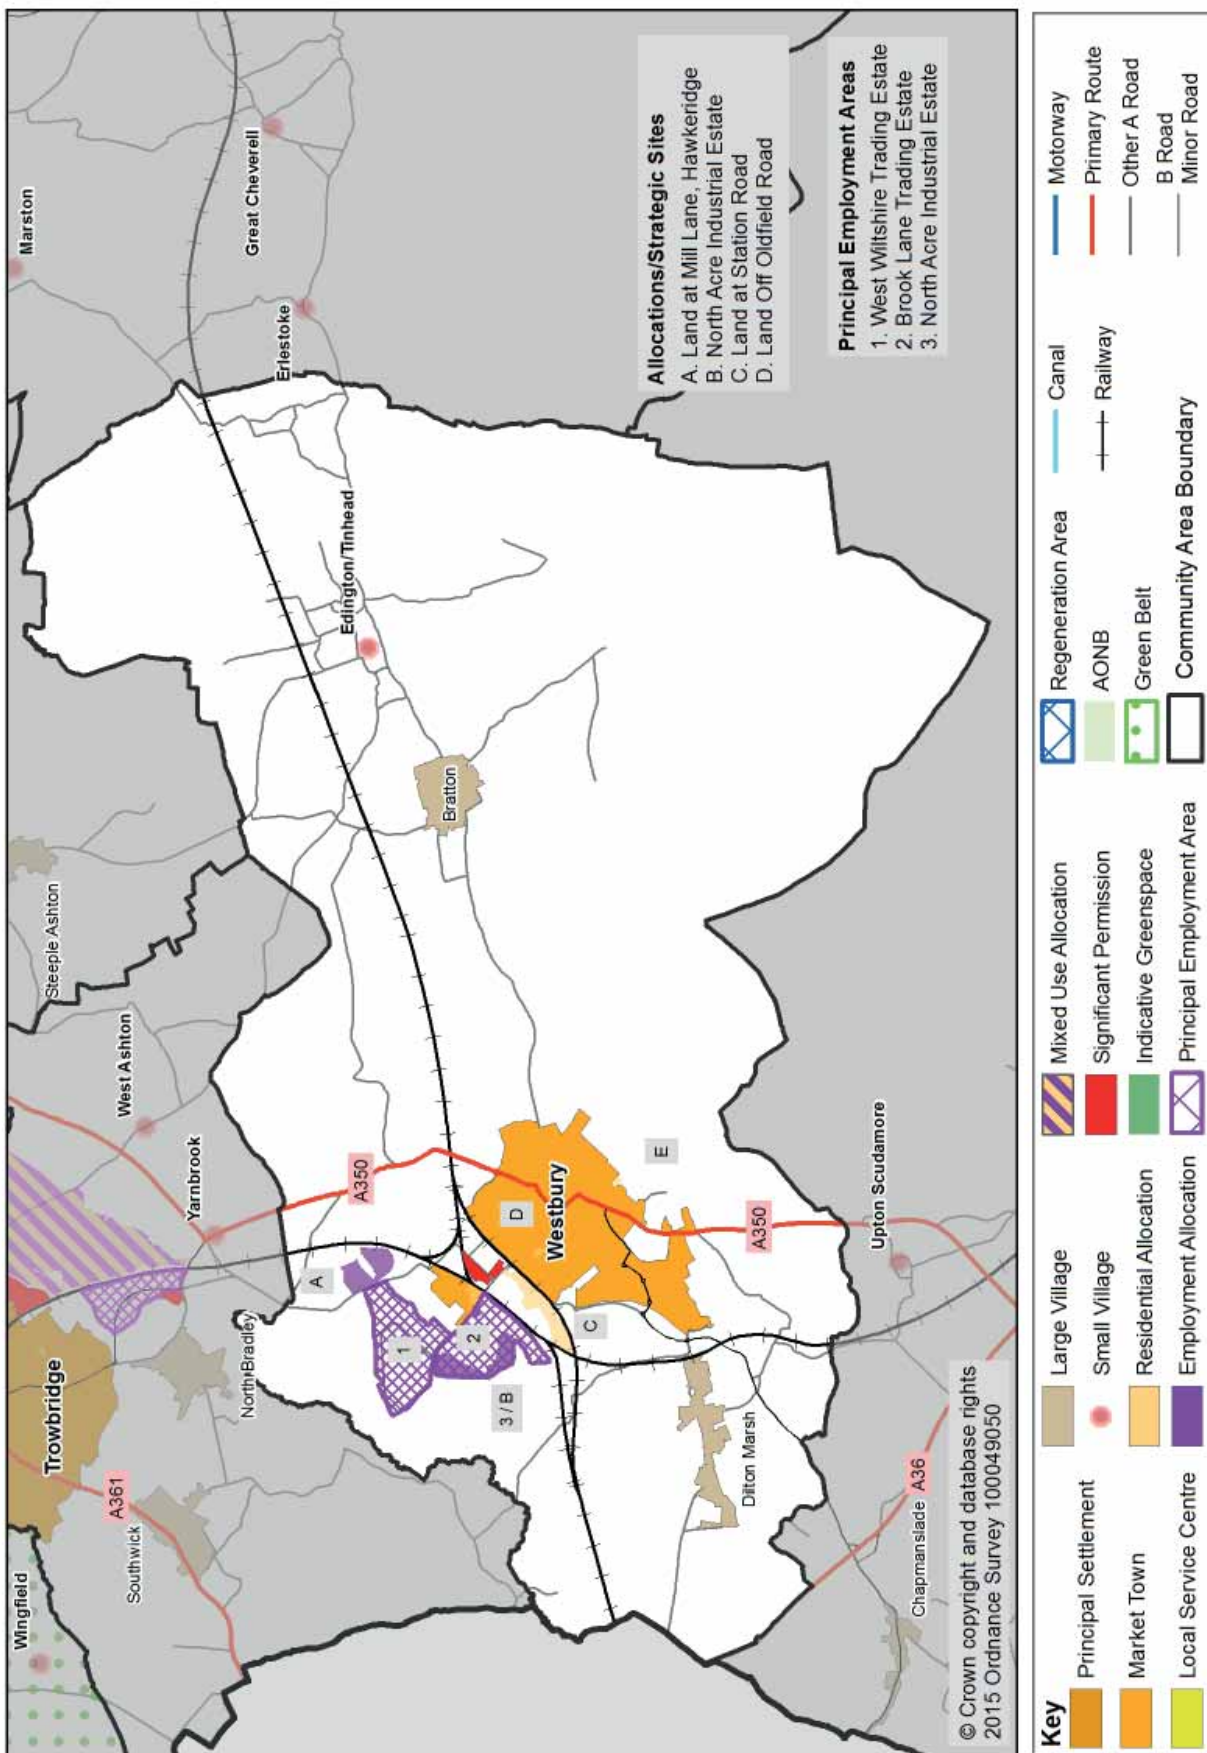 Wingfield
Trowbridge
A361
Southwick
North Bradley
Yarnbrook
West Ashton
Steeple Ashton
Marston
Great Cheverell
Erlestoke
Edington/Tinhead
Bratton
A350
A
1
2
3 / B
D
Westbury
E
C
A350
Dilton Marsh
Upton Scudamore
Chapmanslade
A36
Allocations/Strategic Sites
A. Land at Mill Lane, Hawkeridge
B. North Acre Industrial Estate
C. Land at Station Road
D. Land Off Oldfield Road
Principal Employment Areas
1. West Wiltshire Trading Estate
2. Brook Lane Trading Estate
3. North Acre Industrial Estate
© Crown copyright and database rights
2015 Ordnance Survey 100049050
Key
Principal Settlement
Market Town
Local Service Centre
Large Village
Small Village
Residential Allocation
Employment Allocation
Mixed Use Allocation
Significant Permission
Indicative Greenspace
Principal Employment Area
Regeneration Area
AONB
Green Belt
Community Area Boundary
Canal
Railway
Motorway
Primary Route
Other A Road
B Road
Minor Road